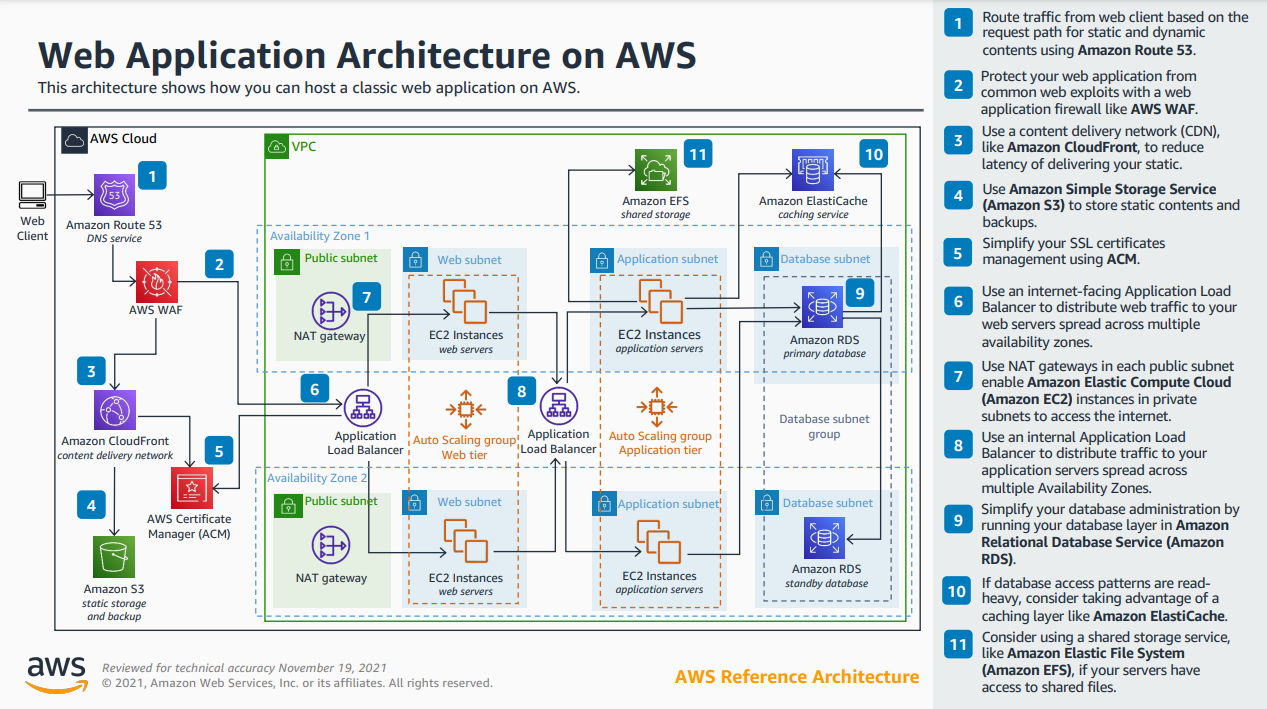 Web Application Architecture on AWS
This architecture shows how you can host a classic web application on AWS.
AWS Cloud
VPC
1
53
Web
Client
Amazon Route 53
DNS service
2
AWS WAF
3
Amazon CloudFront
content delivery network
4
5
AWS Certificate
Manager (ACM)
Amazon S3
static storage
and backup
11
Amazon EFS
shared storage
10
Amazon ElastiCache
caching service
Availability Zone 1
Public subnet
7
NAT gateway
Web subnet
EC2 Instances
web servers
Application subnet
EC2 Instances
application servers
Database subnet
9
Amazon RDS
primary database
6
Application
Load Balancer
Auto Scaling group
Web tier
8
Application
Load Balancer
Auto Scaling group
Application tier
Database subnet
group
Availability Zone 2
Public subnet
NAT gateway
Web subnet
EC2 Instances
web servers
Application subnet
EC2 Instances
application servers
Database subnet
Amazon RDS
standby database
aws
Reviewed for technical accuracy November 19, 2021
© 2021, Amazon Web Services, Inc. or its affiliates. All rights reserved.
AWS Reference Architecture
1
Route traffic from web client based on the
request path for static and dynamic
contents using Amazon Route 53.
2
Protect your web application from
common web exploits with a web
application firewall like AWS WAF.
3
Use a content delivery network (CDN),
like Amazon CloudFront, to reduce
latency of delivering your static.
4
Use Amazon Simple Storage Service
(Amazon S3) to store static contents and
backups.
5
Simplify your SSL certificates
management using ACM.
6
Use an internet-facing Application Load
Balancer to distribute web traffic to your
web servers spread across multiple
availability zones.
7
Use NAT gateways in each public subnet
enable Amazon Elastic Compute Cloud
(Amazon EC2) instances in private
subnets to access the internet.
8
Use an internal Application Load
Balancer to distribute traffic to your
application servers spread across
multiple Availability Zones.
9
Simplify your database administration by
running your database layer in Amazon
Relational Database Service (Amazon
RDS).
10
If database access patterns are read-
heavy, consider taking advantage of a
caching layer like Amazon ElastiCache.
11
Consider using a shared storage service,
like Amazon Elastic File System
(Amazon EFS), if your servers have
access to shared files.